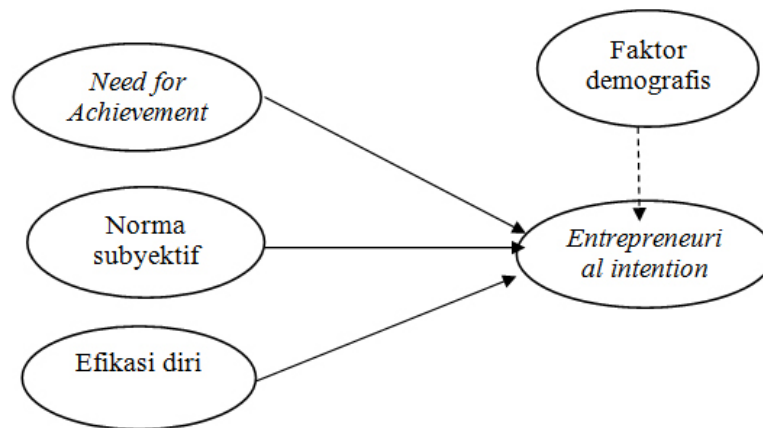 Need for
Achievement
Faktor
demografis
Norma
subyektif
Entrepreneuri
al intention
Efikasi diri